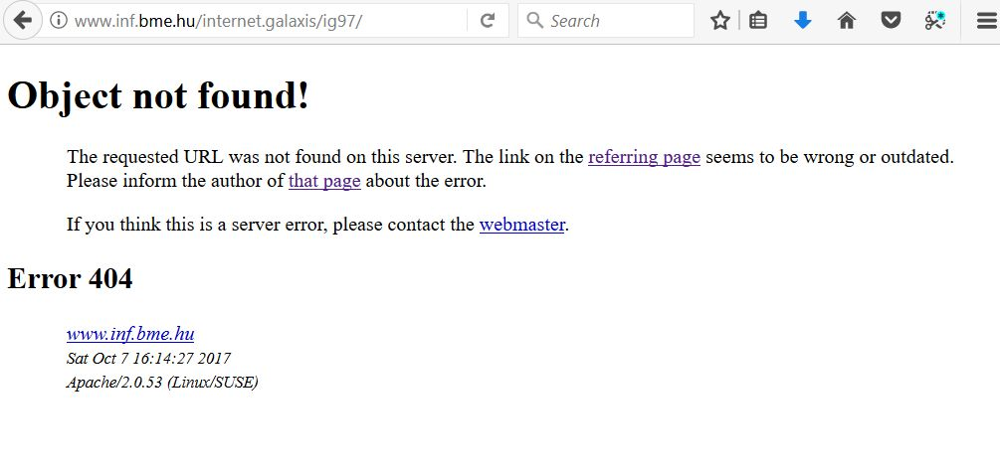 www.inf.bme.hu/internet.galaxis/ig97/
Search
Object not found!
The requested URL was not found on this server. The link on the referring page seems to be wrong or outdated.
Please inform the author of that page about the error.
If you think this is a server error, please contact the webmaster.
Error 404
www.inf.bme.hu
Sat Oct 7 16:14:27 2017
Apache/2.0.53 (Linux/SUSE)